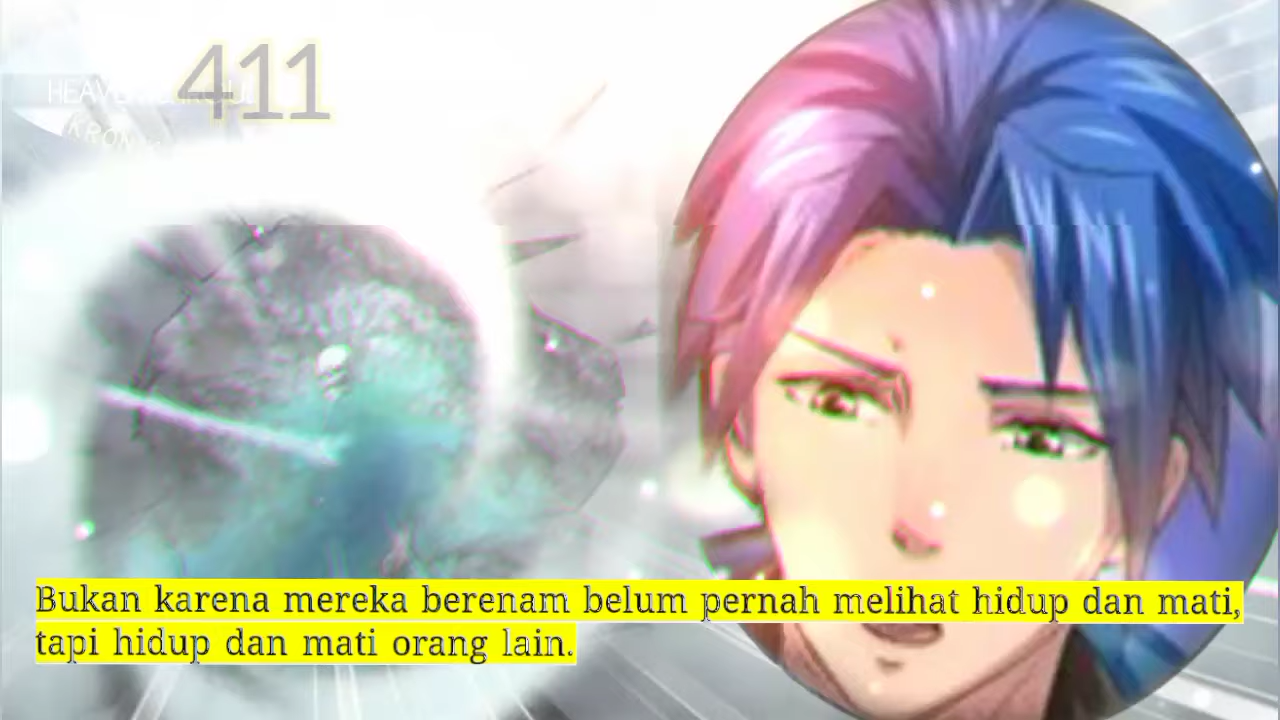 411
Bukan karena mereka berenam belum pernah melihat hidup dan mati,
tapi hidup dan mati orang lain.